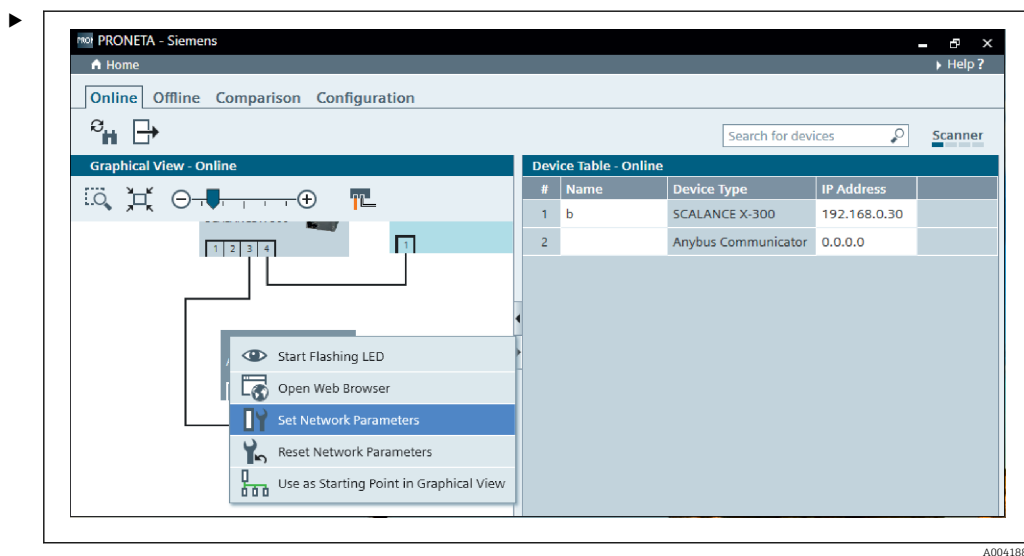 PRONETA - Siemens
Home
Help ?
Online Offline Comparison Configuration
Search for devices
Scanner
Graphical View - Online
Device Table - Online
# Name Device Type IP Address
1 b SCALANCE X-300 192.168.0.30
2 Anybus Communicator 0.0.0.0
1 2 3 4
1
Start Flashing LED
Open Web Browser
Set Network Parameters
Reset Network Parameters
Use as Starting Point in Graphical View